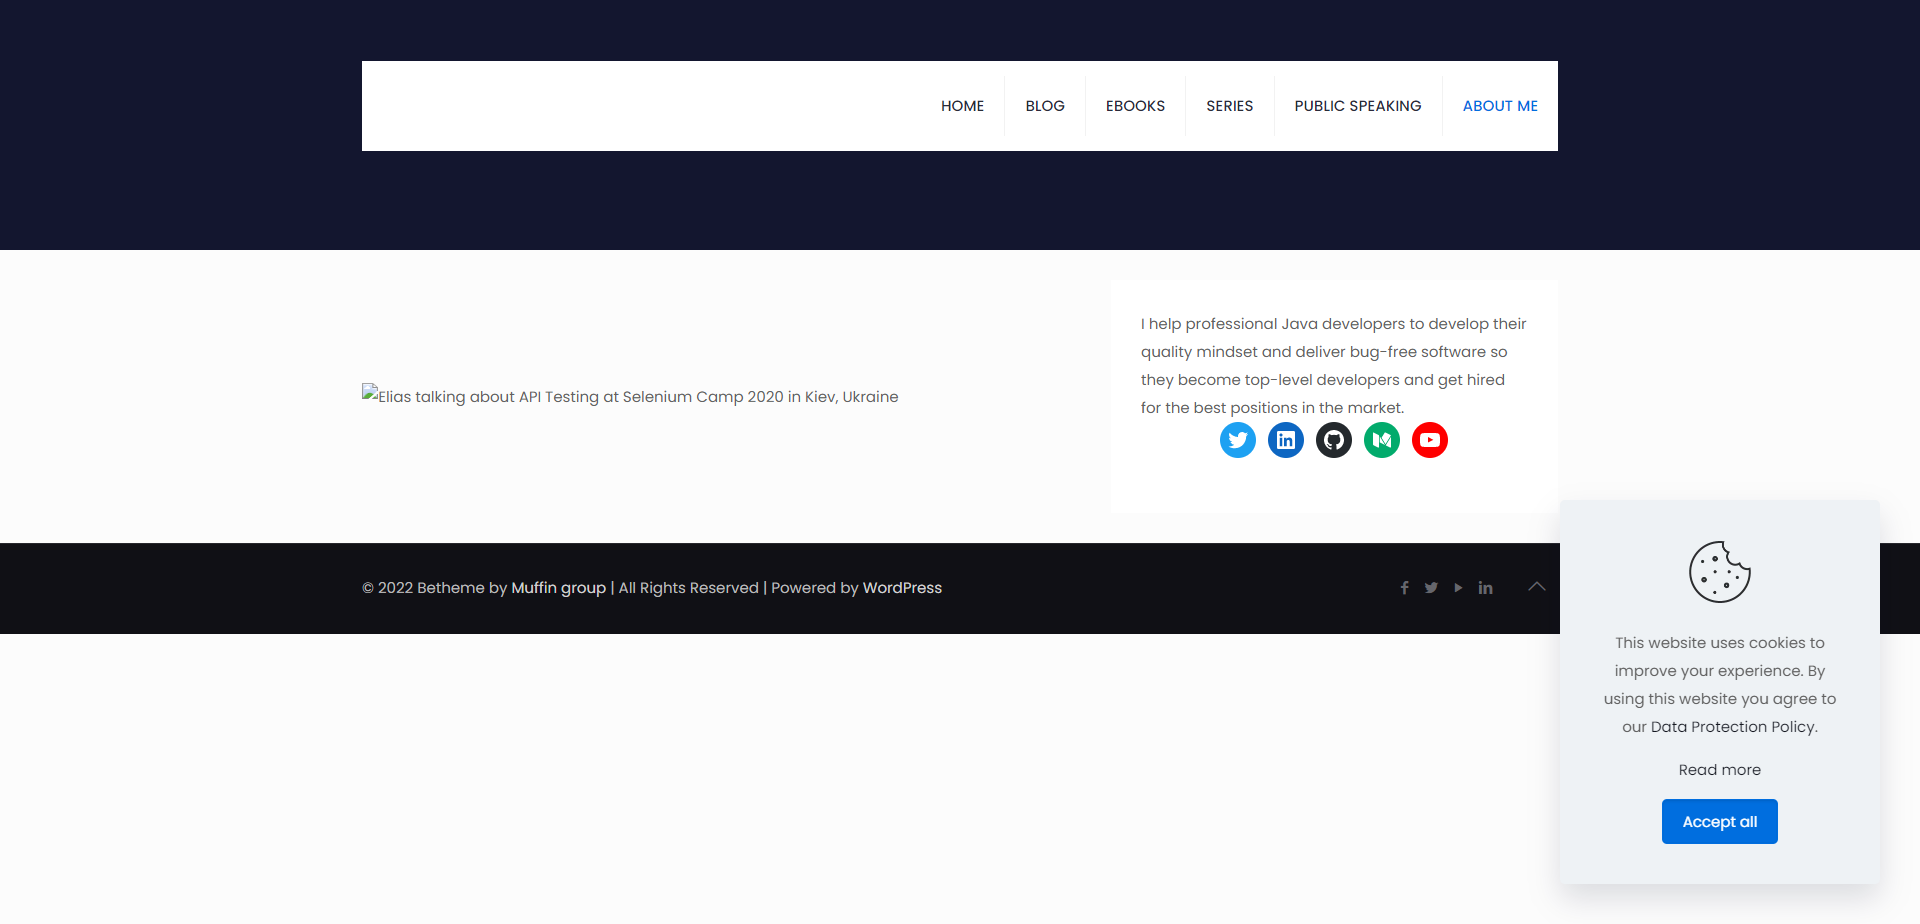 HOME BLOG EBOOKS SERIES PUBLIC SPEAKING ABOUT ME
Elias talking about API Testing at Selenium Camp 2020 in Kiev, Ukraine
I help professional Java developers to develop their
quality mindset and deliver bug-free software so
they become top-level developers and get hired
for the best positions in the market.
© 2022 Betheme by Muffin group | All Rights Reserved | Powered by WordPress
This website uses cookies to
improve your experience. By
using this website you agree to
our Data Protection Policy.
Read more
Accept all